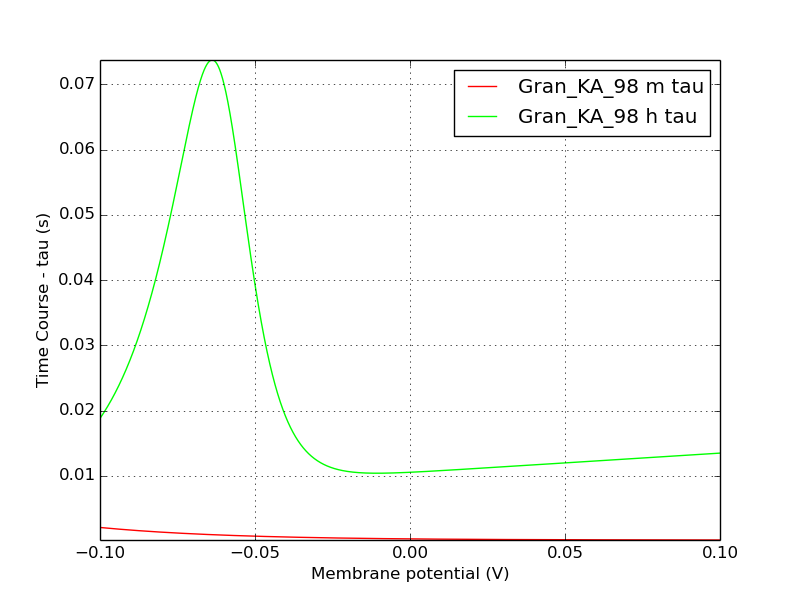 Gran_KA_98 m tau
Gran_KA_98 h tau
0.07
0.06
0.05
0.04
0.03
0.02
0.01
Time Course - tau (s)
−0.10 −0.05 0.00 0.05 0.10
Membrane potential (V)